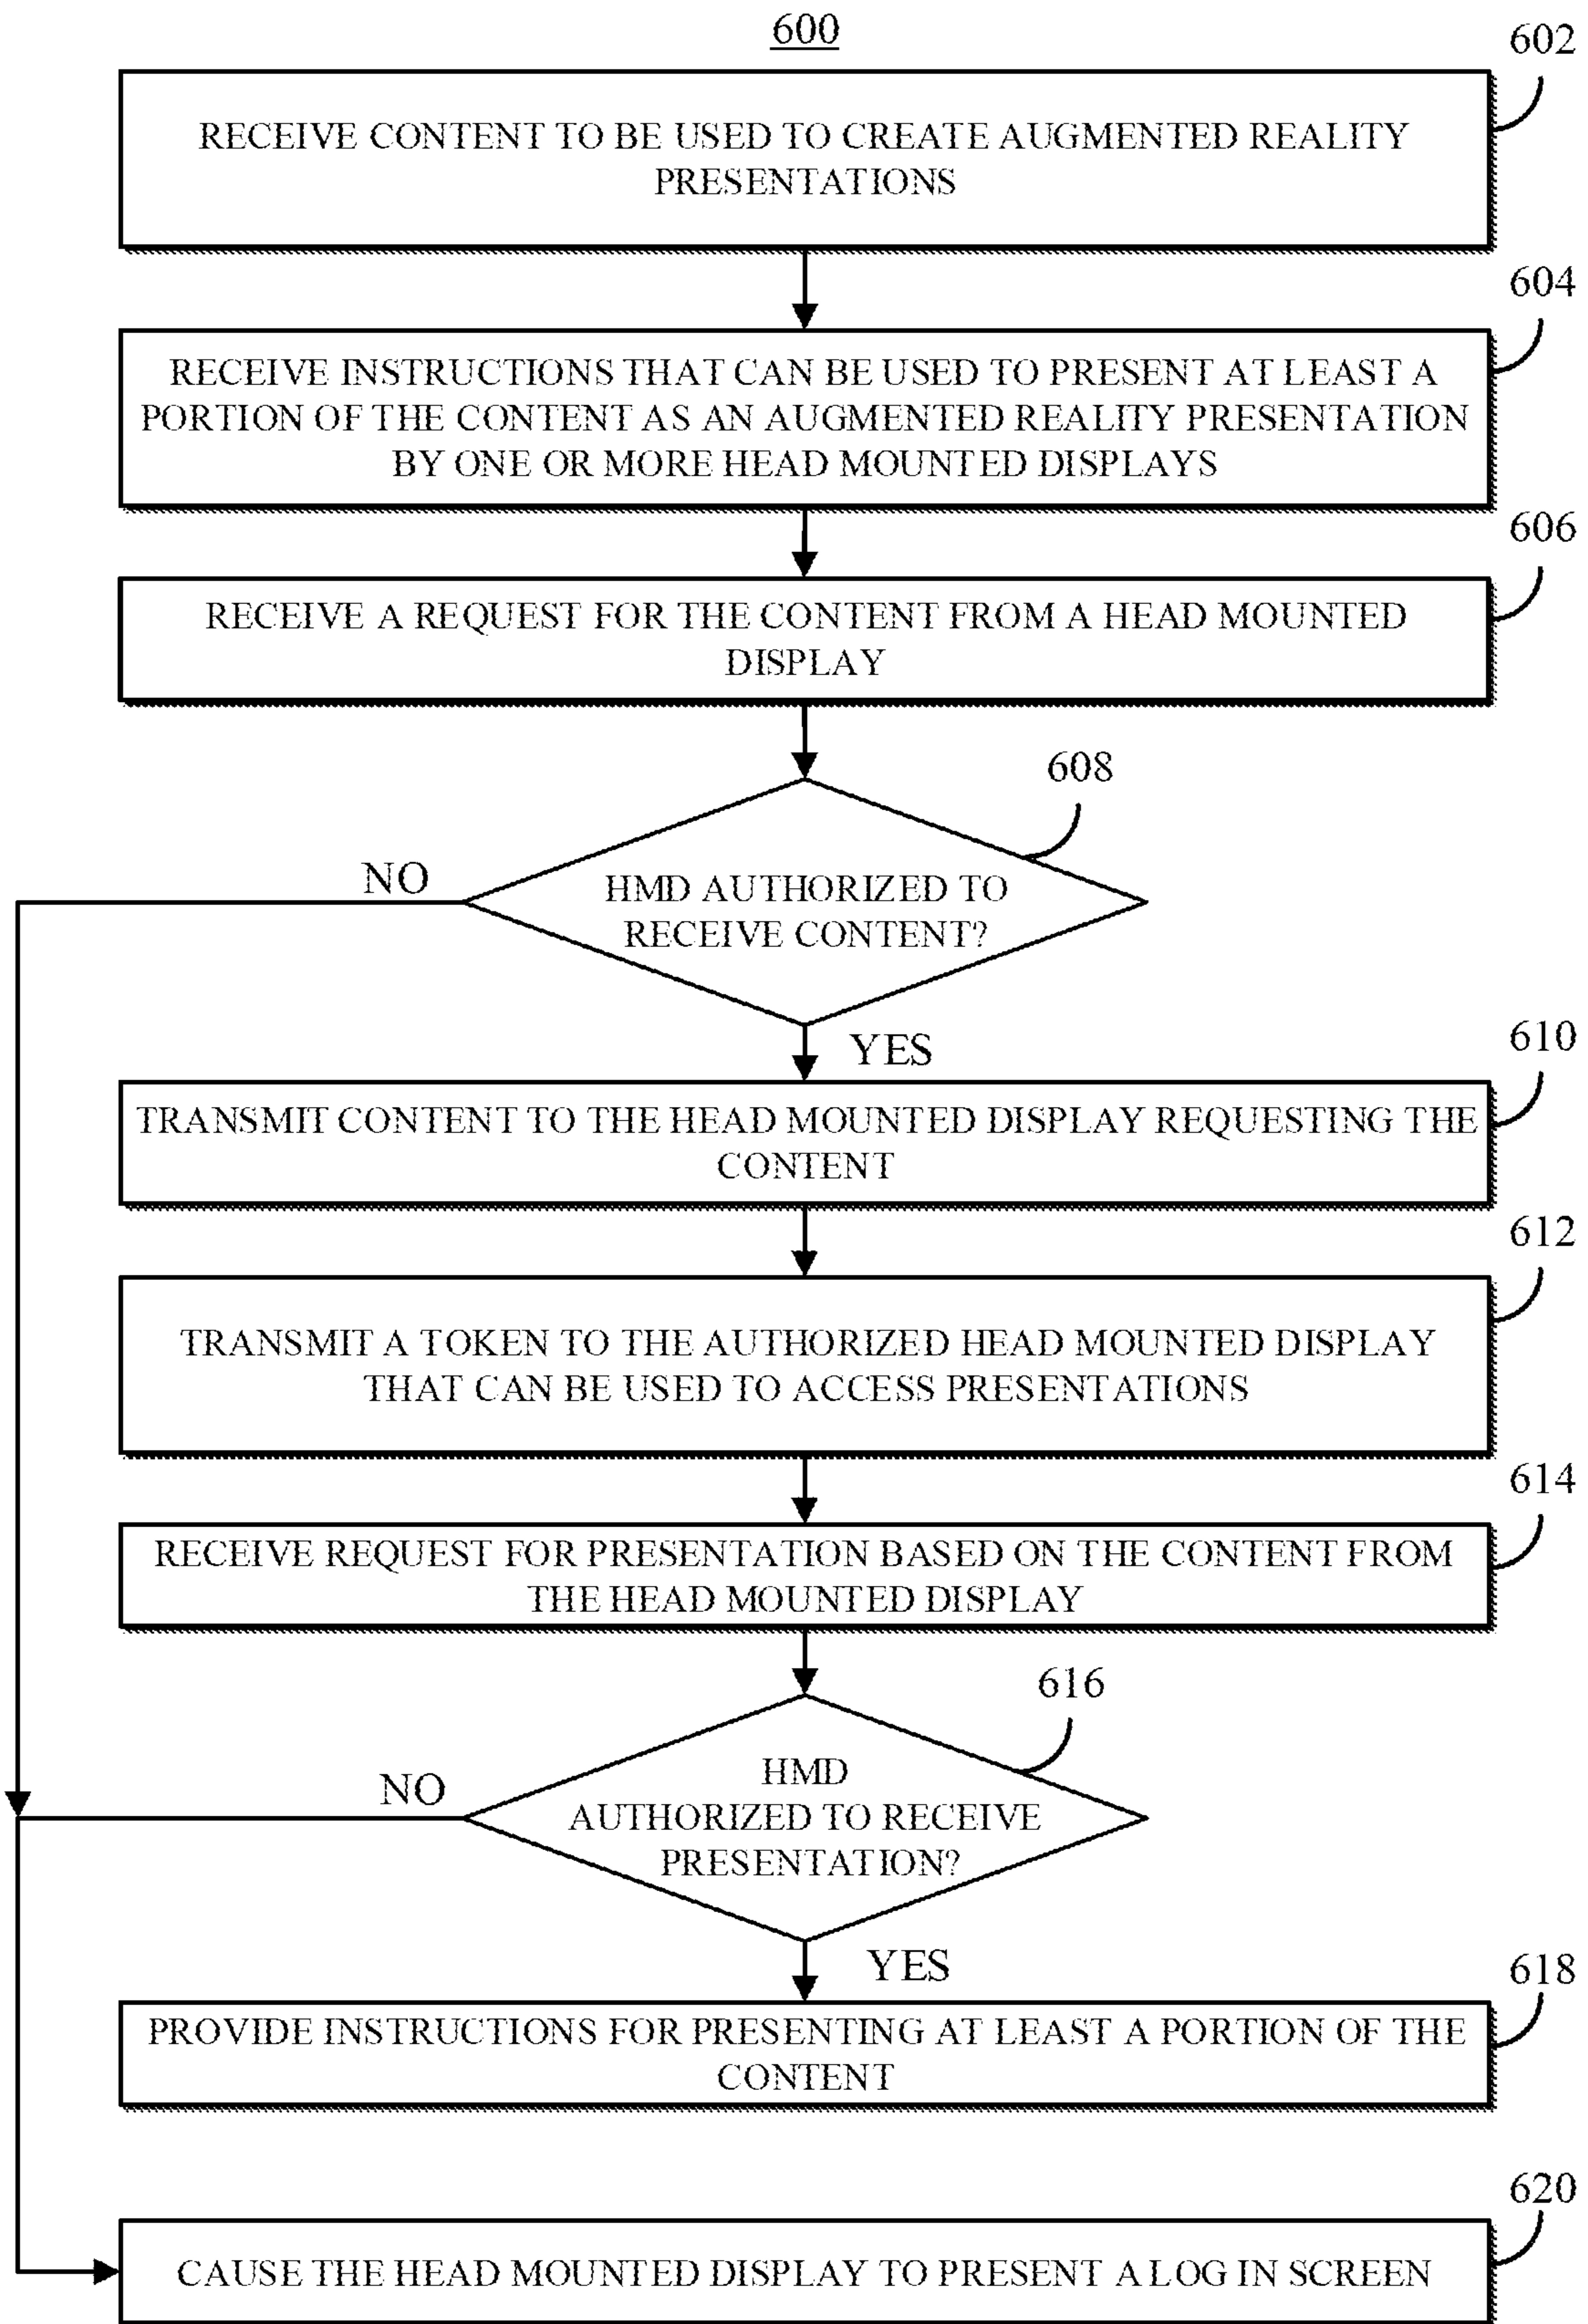 600
602
RECEIVE CONTENT TO BE USED TO CREATE AUGMENTED REALITY
PRESENTATIONS
604
RECEIVE INSTRUCTIONS THAT CAN BE USED TO PRESENT AT LEAST A
PORTION OF THE CONTENT AS AN AUGMENTED REALITY PRESENTATION
BY ONE OR MORE HEAD MOUNTED DISPLAYS
606
RECEIVE A REQUEST FOR THE CONTENT FROM A HEAD MOUNTED
DISPLAY
608
NO
HMD AUTHORIZED TO
RECEIVE CONTENT?
YES
610
TRANSMIT CONTENT TO THE HEAD MOUNTED DISPLAY REQUESTING THE
CONTENT
612
TRANSMIT A TOKEN TO THE AUTHORIZED HEAD MOUNTED DISPLAY
THAT CAN BE USED TO ACCESS PRESENTATIONS
614
RECEIVE REQUEST FOR PRESENTATION BASED ON THE CONTENT FROM
THE HEAD MOUNTED DISPLAY
616
NO
HMD
AUTHORIZED TO RECEIVE
PRESENTATION?
YES
618
PROVIDE INSTRUCTIONS FOR PRESENTING AT LEAST A PORTION OF THE
CONTENT
620
CAUSE THE HEAD MOUNTED DISPLAY TO PRESENT A LOG IN SCREEN